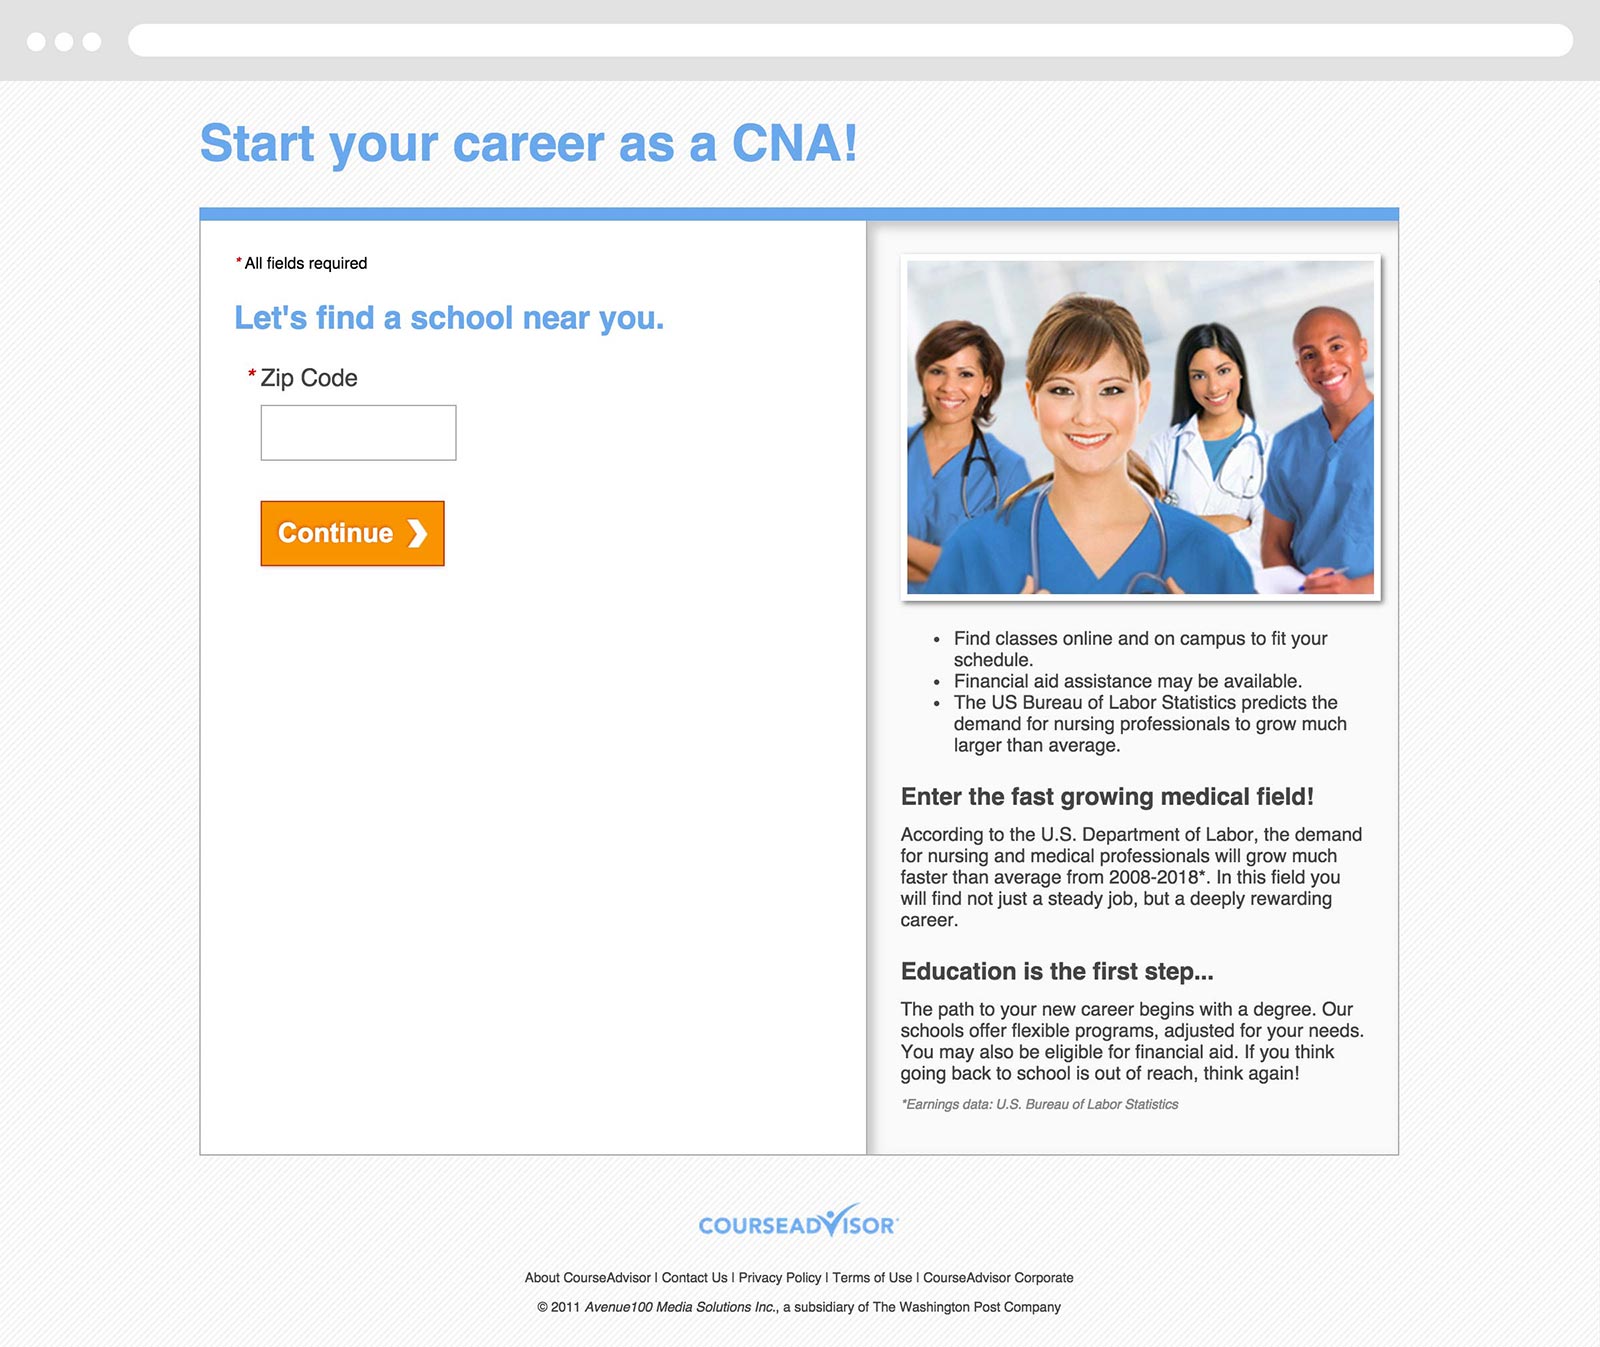 Start your career as a CNA!
* All fields required
Let's find a school near you.
* Zip Code
Continue ❯
• Find classes online and on campus to fit your
schedule.
• Financial aid assistance may be available.
• The US Bureau of Labor Statistics predicts the
demand for nursing professionals to grow much
larger than average.
Enter the fast growing medical field!
According to the U.S. Department of Labor, the demand
for nursing and medical professionals will grow much
faster than average from 2008-2018*. In this field you
will find not just a steady job, but a deeply rewarding
career.
Education is the first step...
The path to your new career begins with a degree. Our
schools offer flexible programs, adjusted for your needs.
You may also be eligible for financial aid. If you think
going back to school is out of reach, think again!
*Earnings data: U.S. Bureau of Labor Statistics
COURSEADVISOR
About CourseAdvisor | Contact Us | Privacy Policy | Terms of Use | CourseAdvisor Corporate
© 2011 Avenue100 Media Solutions Inc., a subsidiary of The Washington Post Company